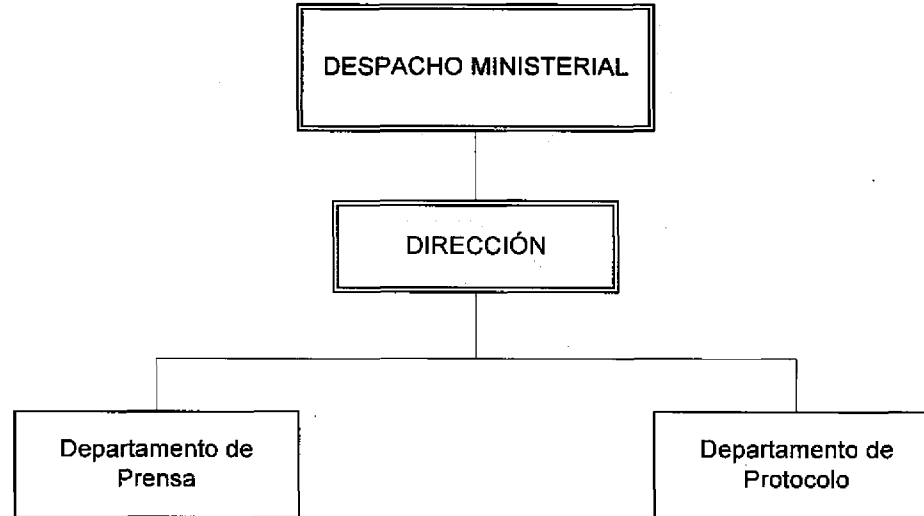 DESPACHO MINISTERIAL
DIRECCIÓN
Departamento de
Prensa
Departamento de
Protocolo